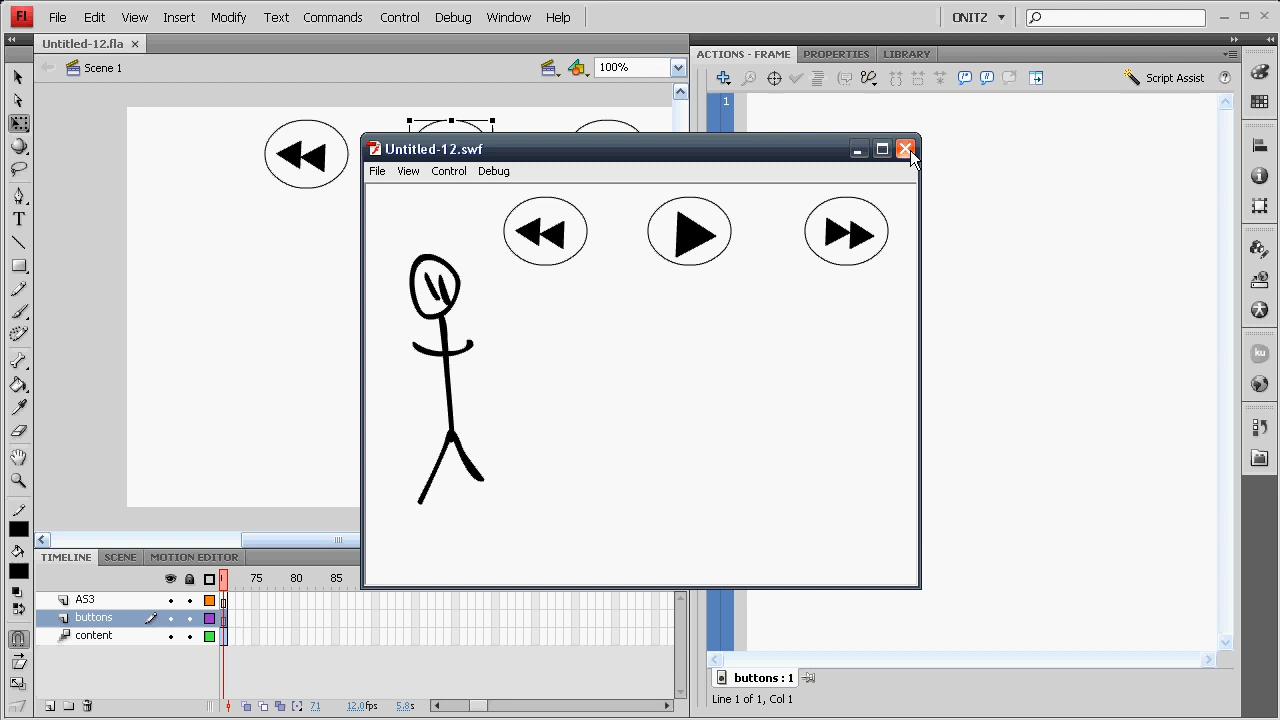 Fl File Edit View Insert Modify Text Commands Control Debug Window Help ONITZ
Untitled-12.fla ×
Scene 1 100%
ACTIONS - FRAME PROPERTIES LIBRARY
Script Assist
1
Untitled-12.swf
File View Control Debug
ku
TIMELINE SCENE MOTION EDITOR
75 80 85
AS3
buttons
content
71 12.0fps 5.8s
buttons : 1
Line 1 of 1, Col 1